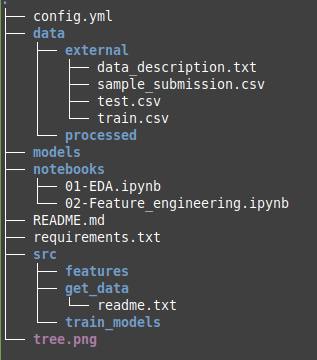 .
├── config.yml
├── data
│   ├── external
│   │   ├── data_description.txt
│   │   ├── sample_submission.csv
│   │   ├── test.csv
│   │   └── train.csv
│   └── processed
├── models
├── notebooks
│   ├── 01-EDA.ipynb
│   └── 02-Feature_engineering.ipynb
├── README.md
├── requirements.txt
├── src
│   ├── features
│   ├── get_data
│   │   └── readme.txt
│   └── train_models
└── tree.png